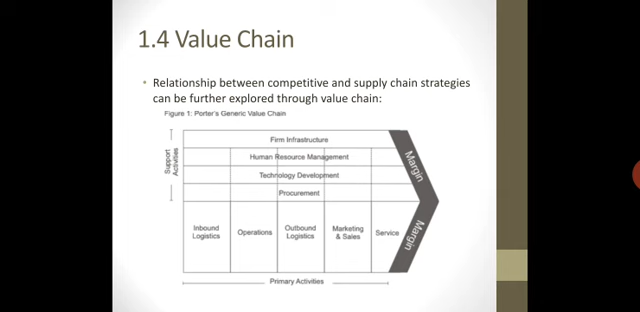 1.4 Value Chain
• Relationship between competitive and supply chain strategies
can be further explored through value chain:
Figure 1: Porter's Generic Value Chain
Support
Activities
Firm Infrastructure
Human Resource Management
Technology Development
Procurement
Inbound
Logistics
Operations
Outbound
Logistics
Marketing
& Sales
Service
Margin
Margin
Primary Activities